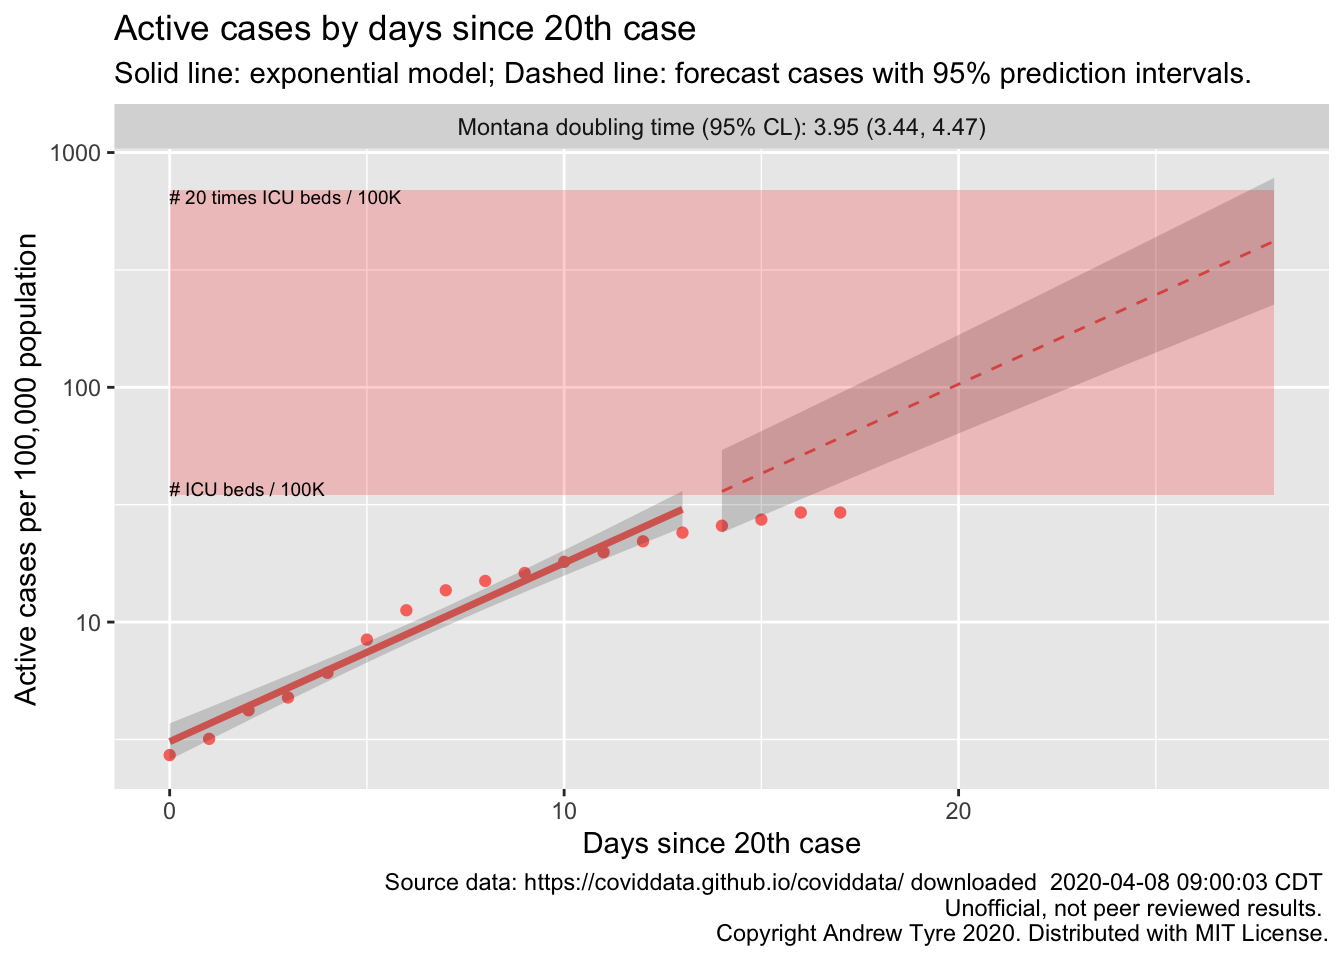 Active cases by days since 20th case
Solid line: exponential model; Dashed line: forecast cases with 95% prediction intervals.
Montana doubling time (95% CL): 3.95 (3.44, 4.47)
Active cases per 100,000 population
1000
100
10
# 20 times ICU beds / 100K
# ICU beds / 100K
0
10
20
Days since 20th case
Source data: https://coviddata.github.io/coviddata/ downloaded  2020-04-08 09:00:03 CDT
Unofficial, not peer reviewed results.
Copyright Andrew Tyre 2020. Distributed with MIT License.